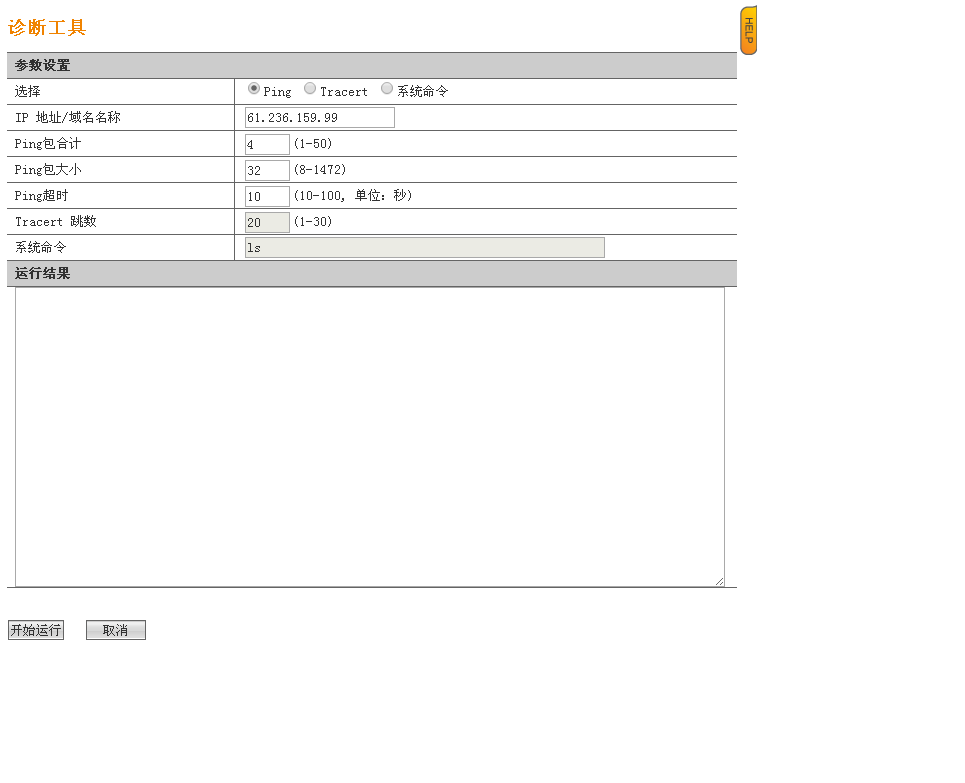 诊断工具
HELP
参数设置
选择 Ping Tracert 系统命令
IP 地址/域名名称 61.236.159.99
Ping包合计 4 (1-50)
Ping包大小 32 (8-1472)
Ping超时 10 (10-100, 单位: 秒)
Tracert 跳数 20 (1-30)
系统命令 ls
运行结果
开始运行 取消